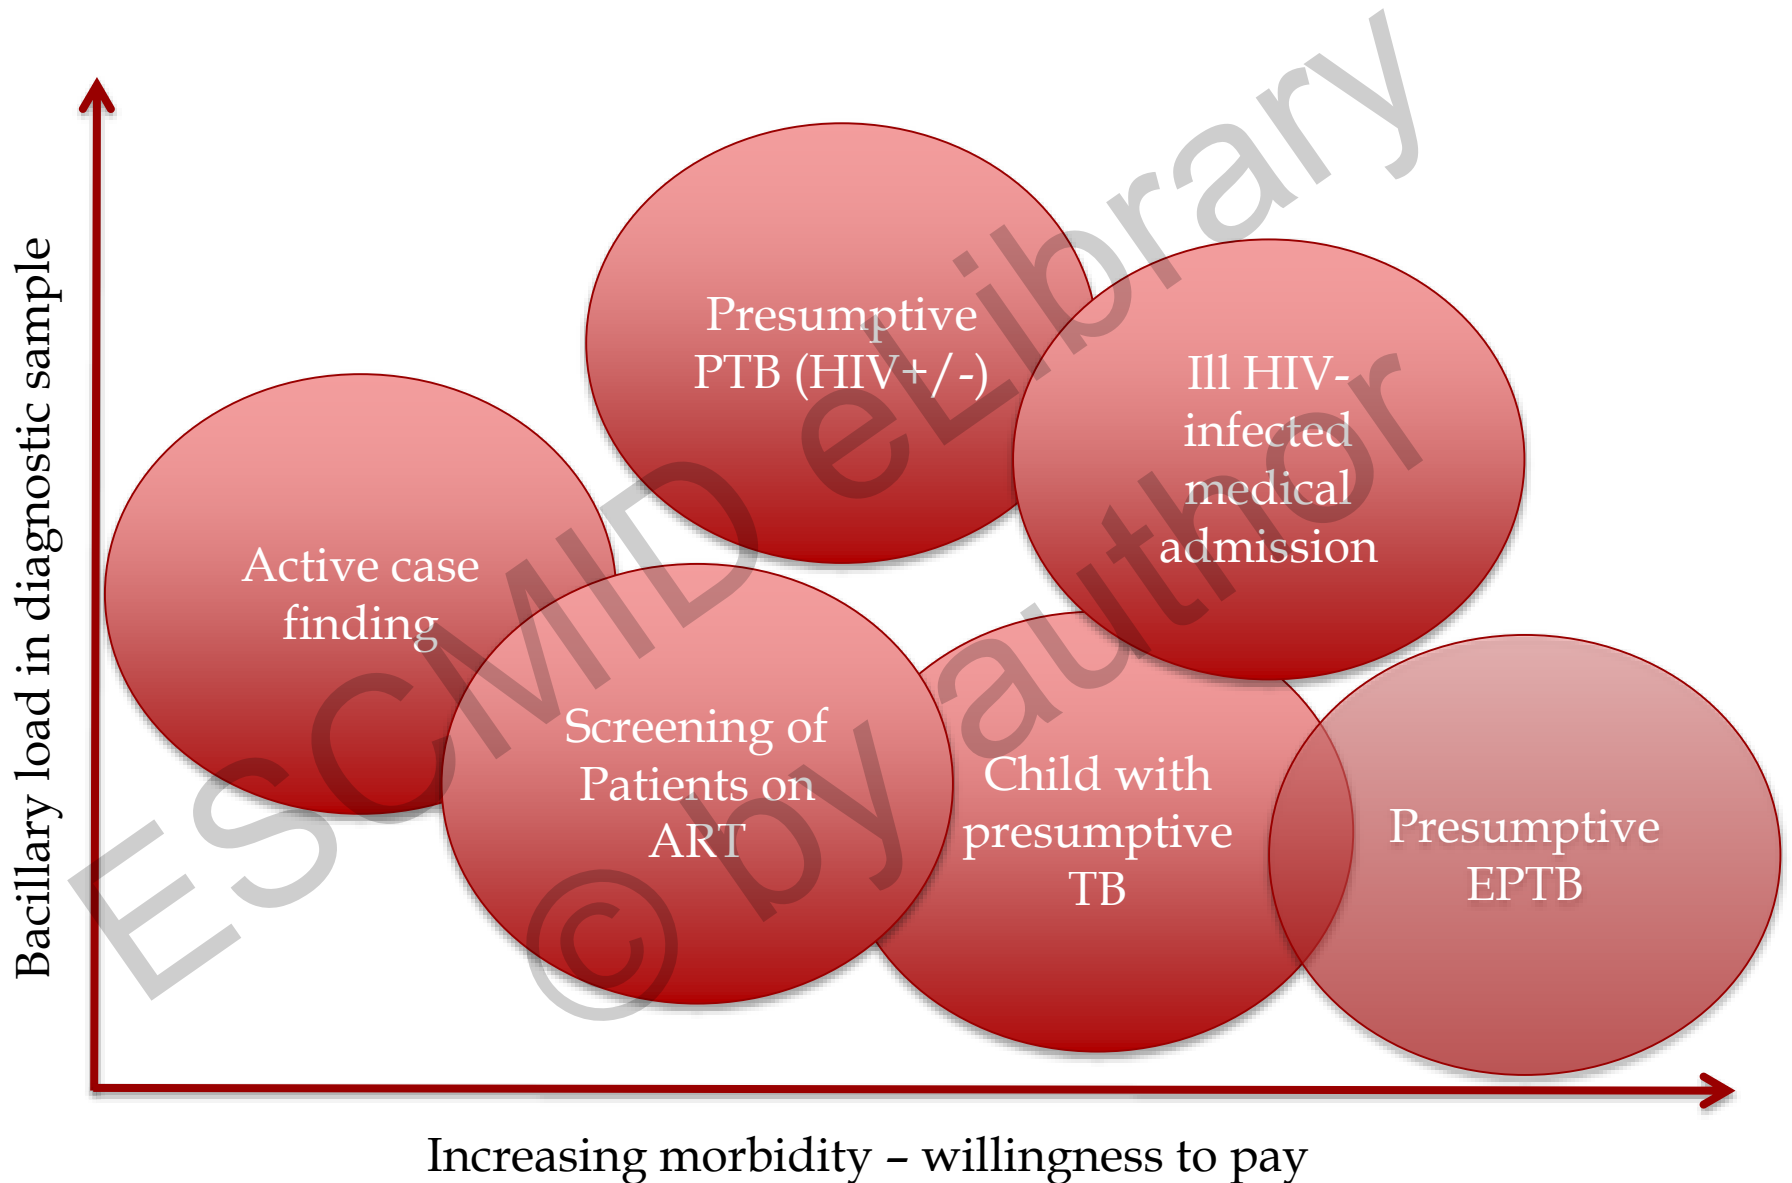 Bacillary load in diagnostic sample
Presumptive
PTB (HIV+/-)
Ill HIV-
infected
medical
admission
Active case
finding
Screening of
Patients on
ART
Child with
presumptive
TB
Presumptive
EPTB
Increasing morbidity – willingness to pay
ESCMID eLibrary
© by author